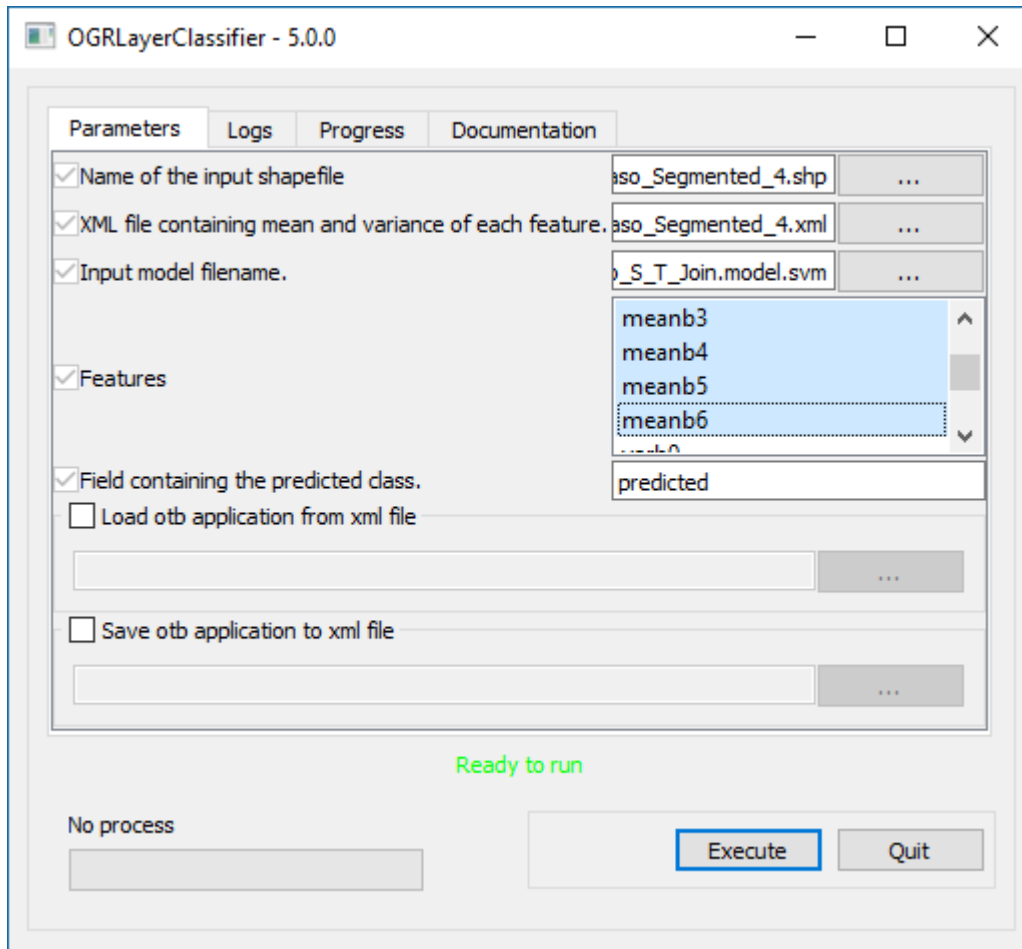 OGRLayerClassifier - 5.0.0
Parameters Logs Progress Documentation
Name of the input shapefile aso_Segmented_4.shp ...
XML file containing mean and variance of each feature. aso_Segmented_4.xml ...
Input model filename. o_S_T_Join.model.svm ...
meanb3
meanb4
Features meanb5
meanb6
Field containing the predicted class. predicted
Load otb application from xml file
...
Save otb application to xml file
...
Ready to run
No process
Execute Quit